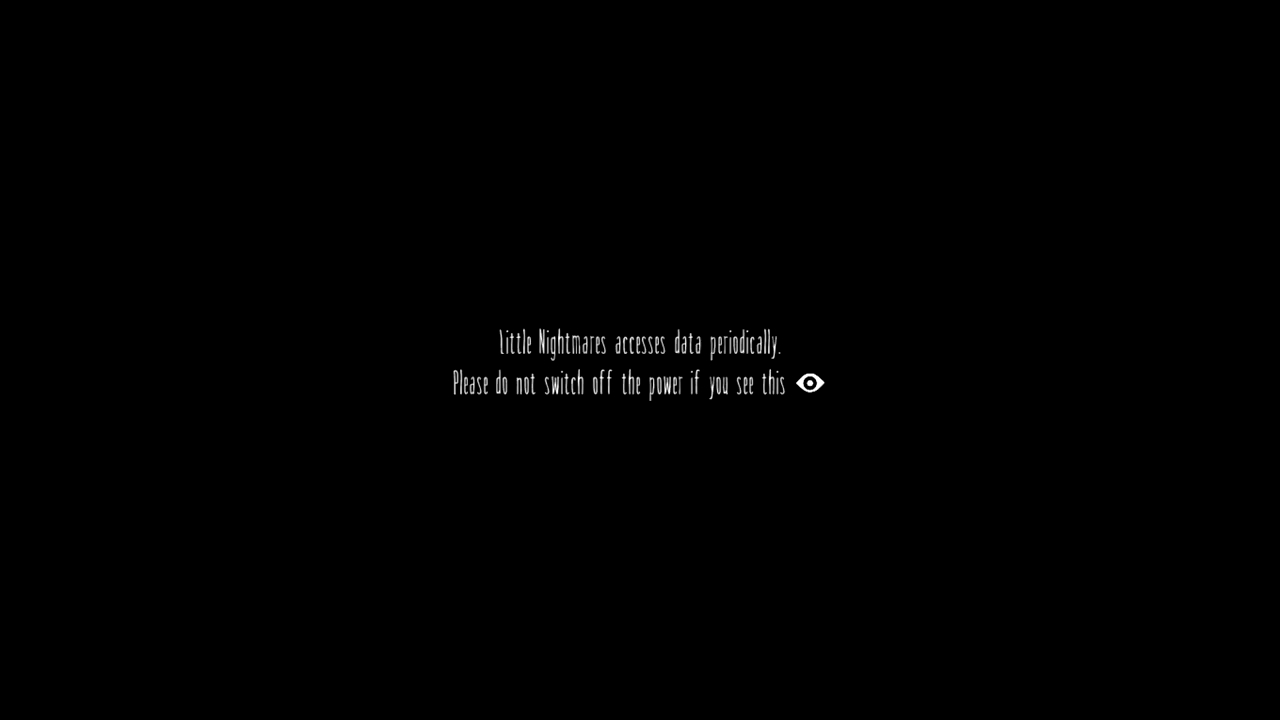 Little Nightmares accesses data periodically.
Please do not switch off the power if you see this